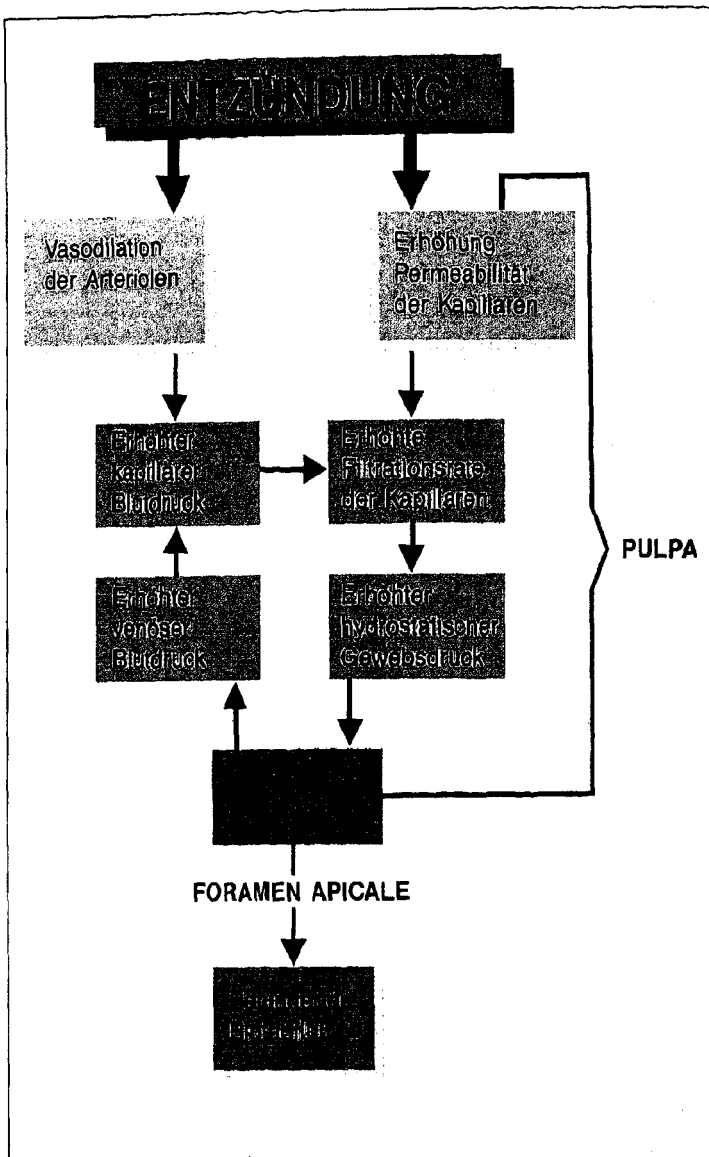 ENTZÜNDUNG
Vasodilation
der Arteriolen
Erhöhung
Permeabilität
der Kapillaren
Erhöhter
kapillärer
Blutdruck
Erhöhte
Filtrationsrate
der Kapillaren
PULPA
Erhöhter
venöser
Blutdruck
Erhöhter
hydrostatischer
Gewebsdruck
FORAMEN APICALE